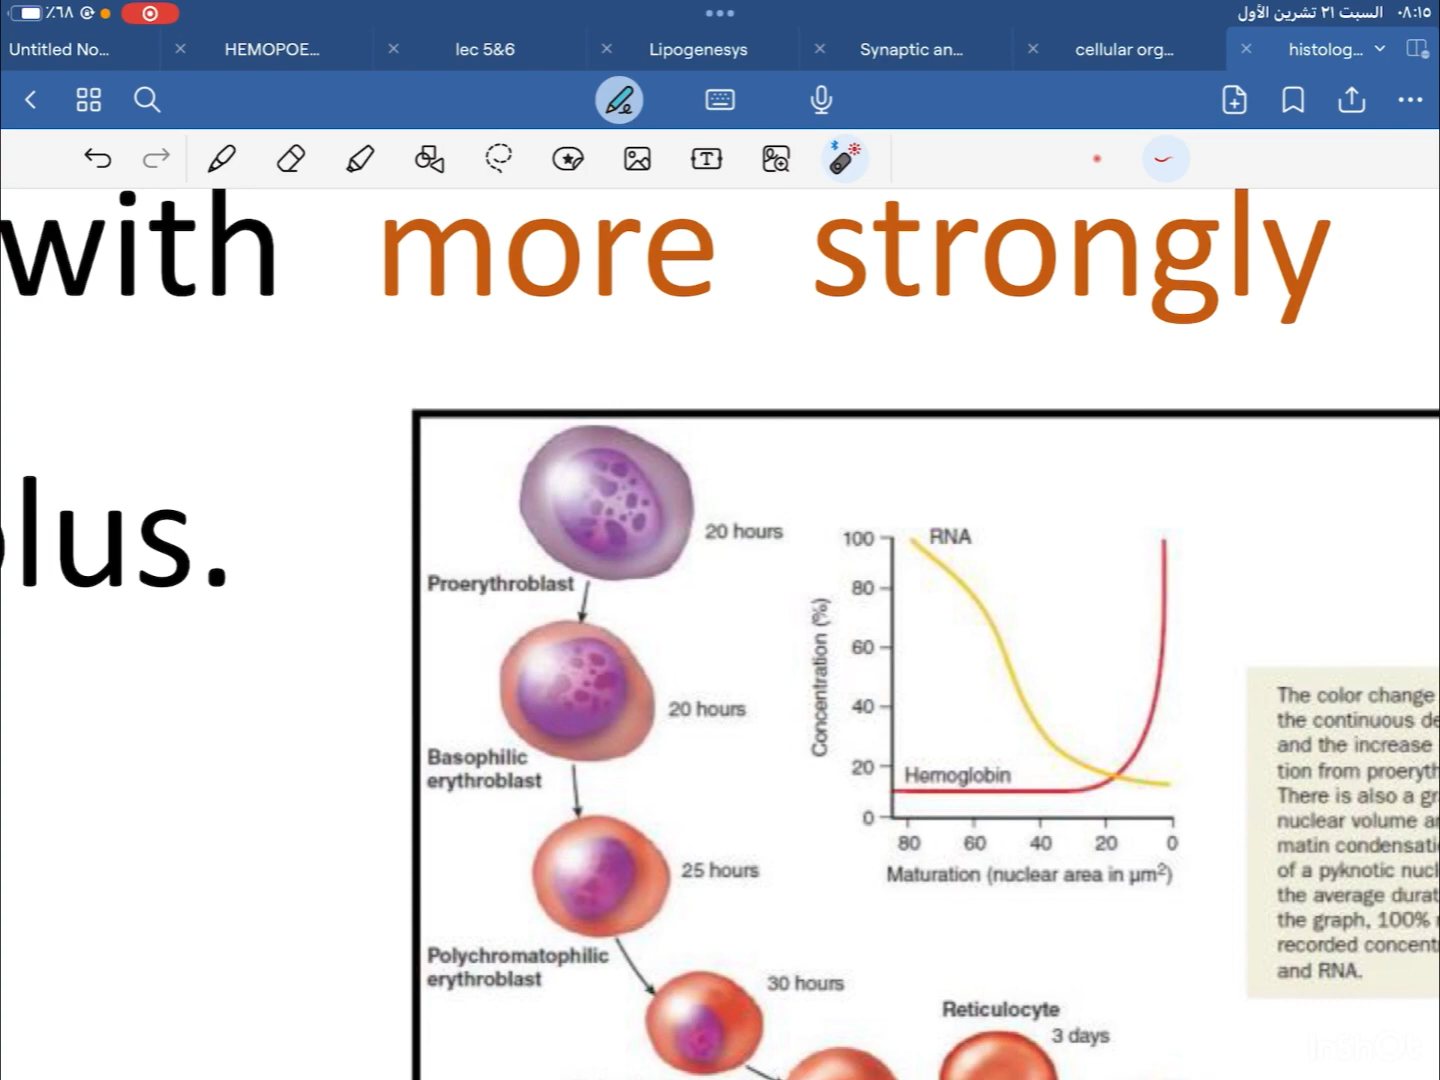 ٪٦٨
السبت ٢١ تشرين الأول ٠٨:١٥
Untitled No...
HEMOPOE...
lec 5&6
Lipogenesys
Synaptic an...
cellular org...
histolog...
with more strongly
lus.
20 hours
Proerythroblast
20 hours
Basophilic
erythroblast
25 hours
Polychromatophilic
erythroblast
30 hours
Reticulocyte
3 days
RNA
Hemoglobin
Concentration (%)
100
80
60
40
20
0
80 60 40 20 0
Maturation (nuclear area in μm²)
The color change
the continuous de
and the increase
tion from proeryth
There is also a gr
nuclear volume a
matin condensati
of a pyknotic nucl
the average durat
the graph, 100%
recorded concent
and RNA.
InShOt